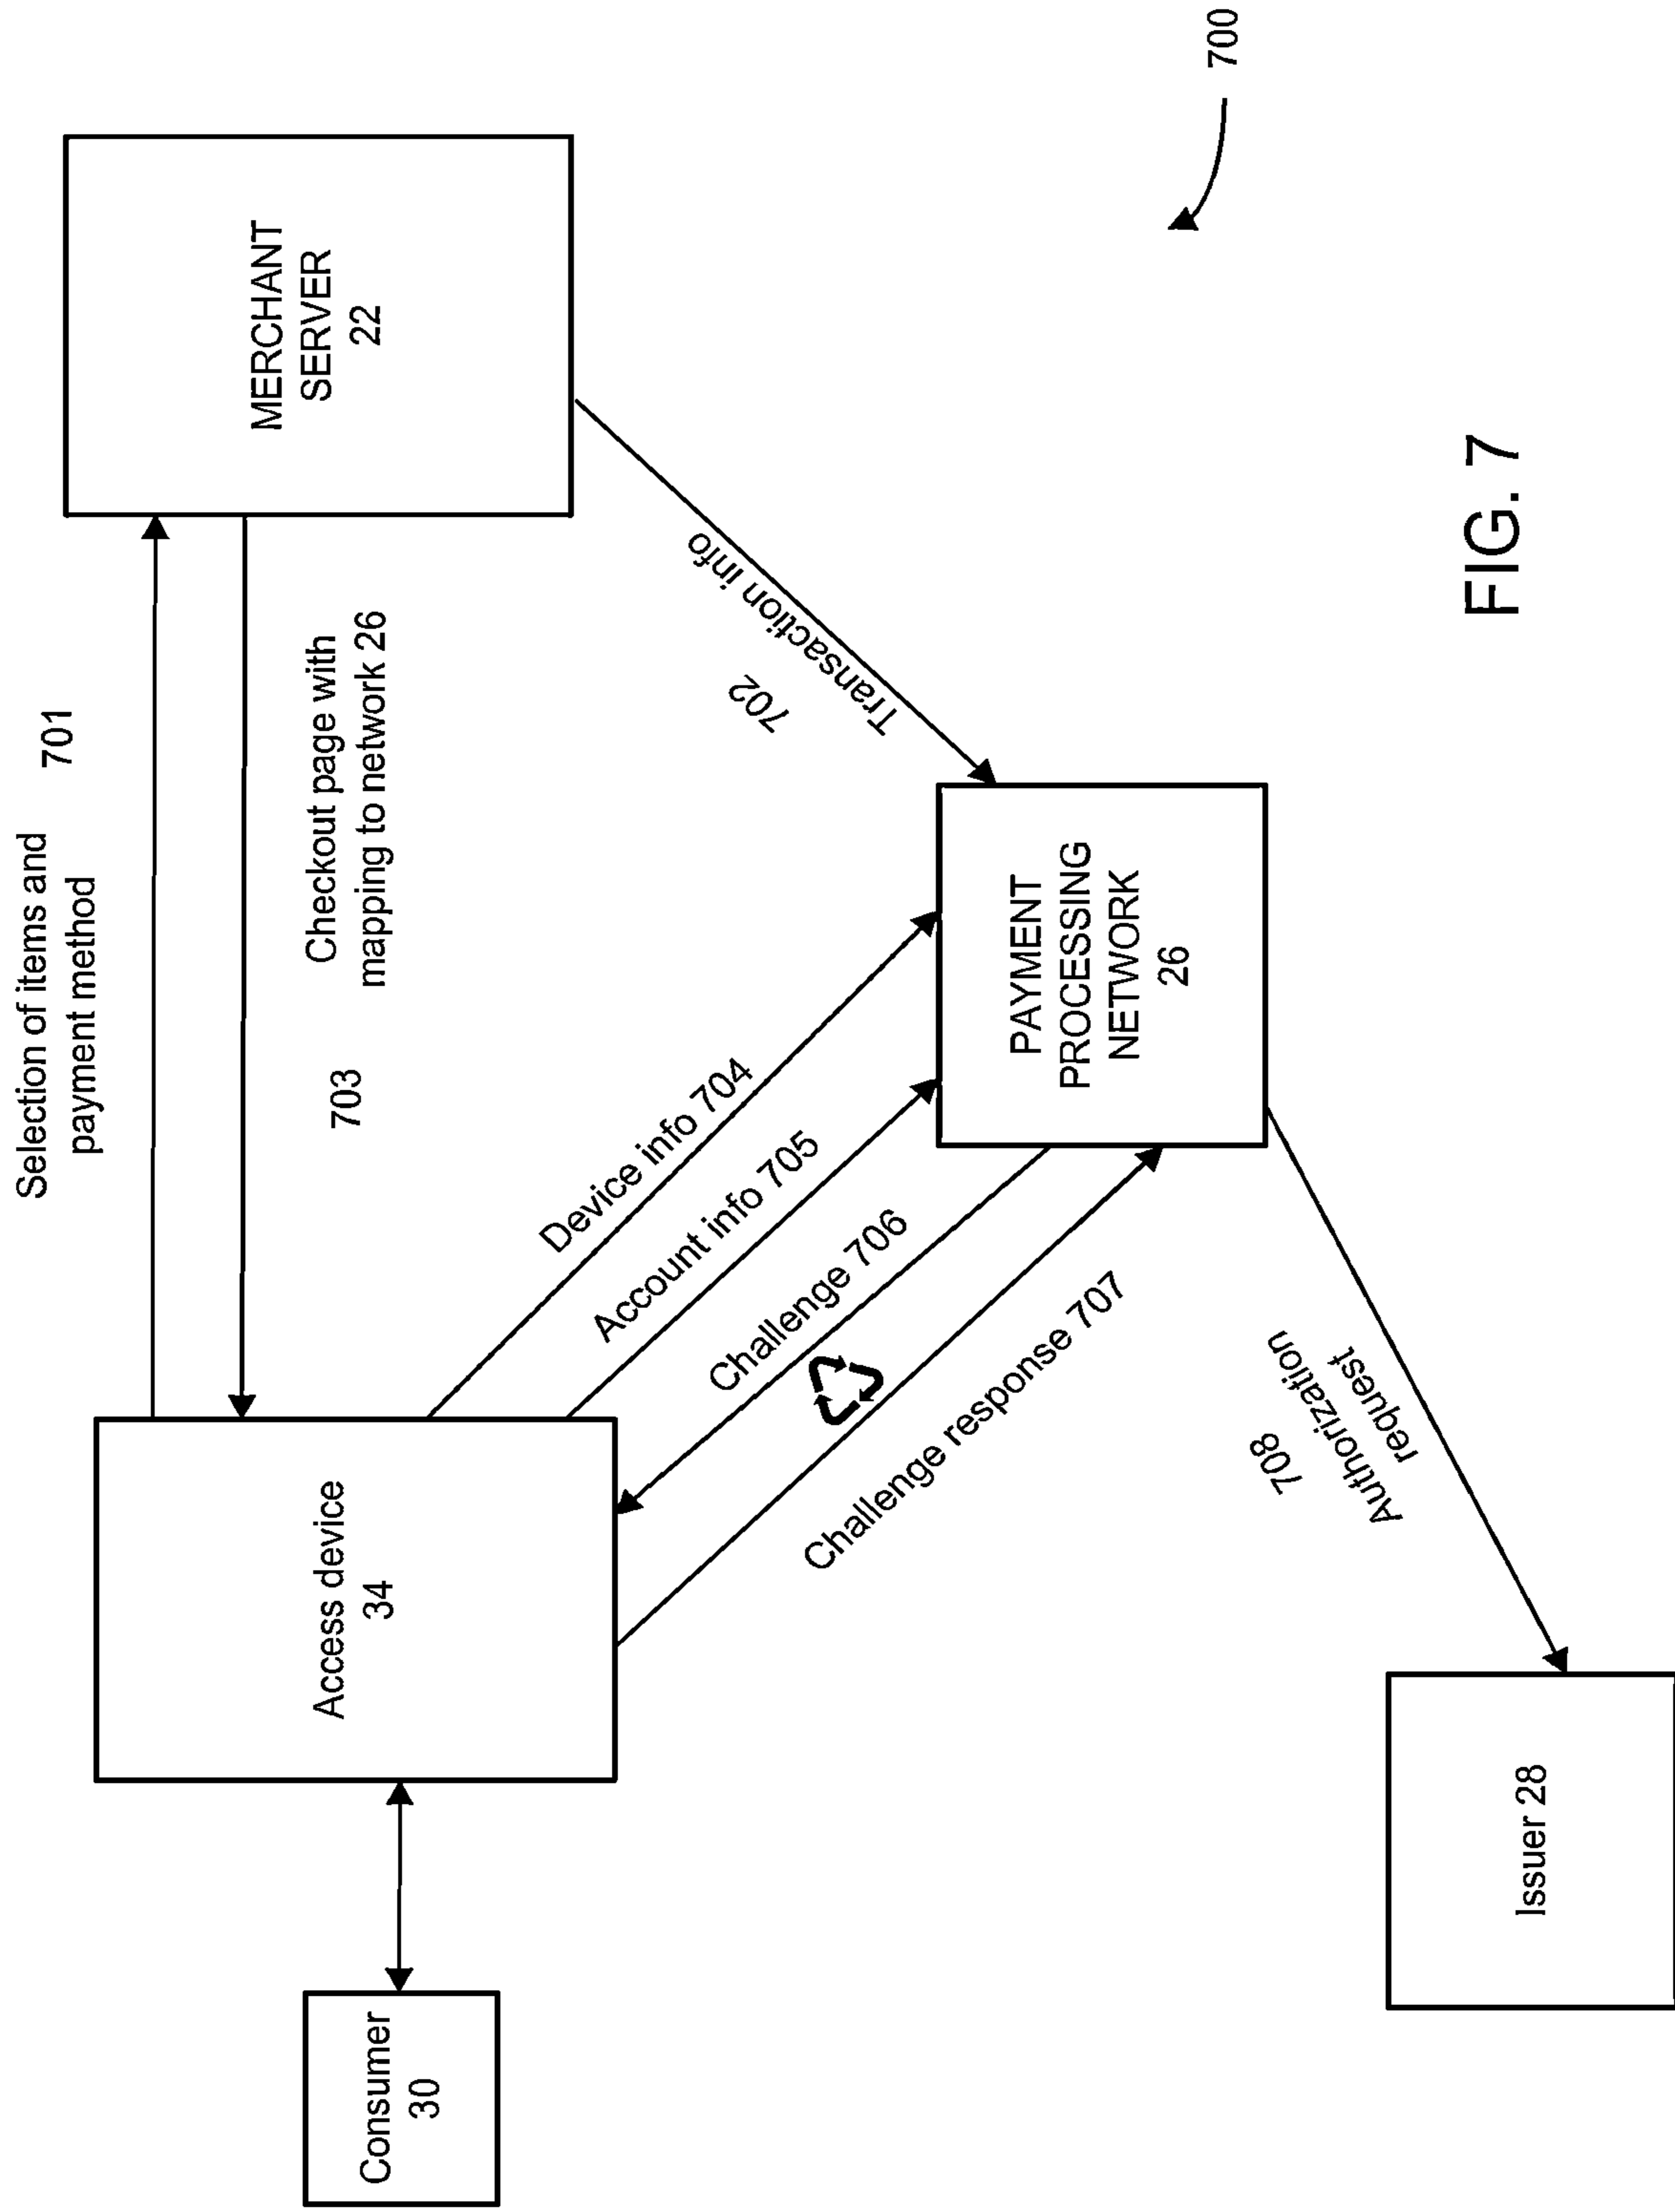 Selection of items and
payment method
701
Consumer
30
Access device
34
MERCHANT
SERVER
22
703
Checkout page with
mapping to network 26
Device info 704
Account info 705
Challenge 706
Challenge response 707
702
Transaction info
PAYMENT
PROCESSING
NETWORK
26
708
Authorization
request
Issuer 28
700
FIG. 7